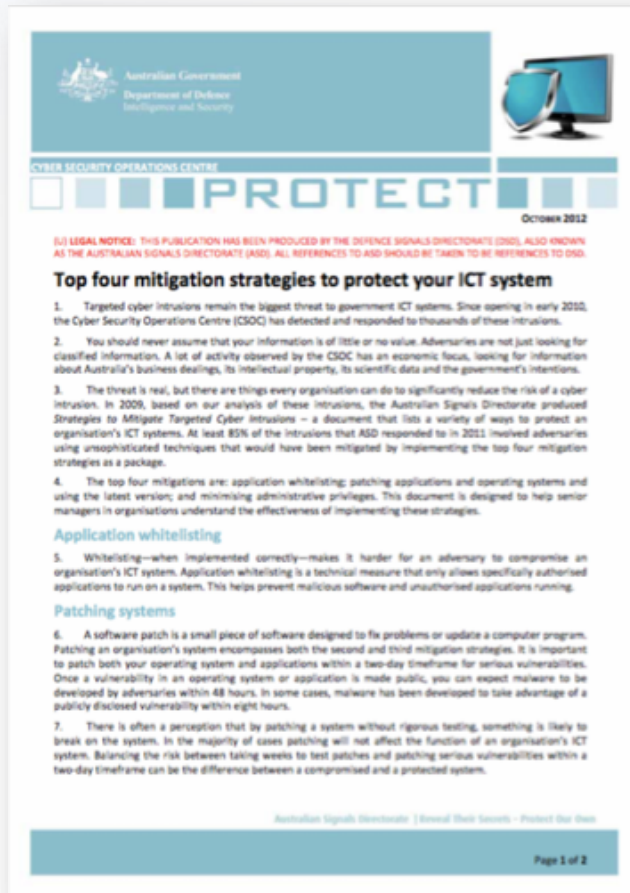 Australian Government
Department of Defence
Intelligence and Security
CYBER SECURITY OPERATIONS CENTRE
PROTECT
OCTOBER 2012
(U) LEGAL NOTICE: THIS PUBLICATION HAS BEEN PRODUCED BY THE DEFENCE SIGNALS DIRECTORATE (DSD), ALSO KNOWN
AS THE AUSTRALIAN SIGNALS DIRECTORATE (ASD). ALL REFERENCES TO ASD SHOULD BE TAKEN TO BE REFERENCES TO DSD.
Top four mitigation strategies to protect your ICT system
1. Targeted cyber intrusions remain the biggest threat to government ICT systems. Since opening in early 2010,
the Cyber Security Operations Centre (CSOC) has detected and responded to thousands of these intrusions.
2. You should never assume that your information is of little or no value. Adversaries are not just looking for
classified information. A lot of activity observed by the CSOC has an economic focus, looking for information
about Australia's business dealings, its intellectual property, its scientific data and the government's intentions.
3. The threat is real, but there are things every organisation can do to significantly reduce the risk of a cyber
intrusion. In 2009, based on our analysis of these intrusions, the Australian Signals Directorate produced
Strategies to Mitigate Targeted Cyber Intrusions – a document that lists a variety of ways to protect an
organisation's ICT systems. At least 85% of the intrusions that ASD responded to in 2011 involved adversaries
using unsophisticated techniques that would have been mitigated by implementing the top four mitigation
strategies as a package.
4. The top four mitigations are: application whitelisting; patching applications and operating systems and
using the latest version; and minimising administrative privileges. This document is designed to help senior
managers in organisations understand the effectiveness of implementing these strategies.
Application whitelisting
5. Whitelisting—when implemented correctly—makes it harder for an adversary to compromise an
organisation's ICT system. Application whitelisting is a technical measure that only allows specifically authorised
applications to run on a system. This helps prevent malicious software and unauthorised applications running.
Patching systems
6. A software patch is a small piece of software designed to fix problems or update a computer program.
Patching an organisation's system encompasses both the second and third mitigation strategies. It is important
to patch both your operating system and applications within a two-day timeframe for serious vulnerabilities.
Once a vulnerability in an operating system or application is made public, you can expect malware to be
developed by adversaries within 48 hours. In some cases, malware has been developed to take advantage of a
publicly disclosed vulnerability within eight hours.
7. There is often a perception that by patching a system without rigorous testing, something is likely to
break on the system. In the majority of cases patching will not affect the function of an organisation's ICT
system. Balancing the risk between taking weeks to test patches and patching serious vulnerabilities within a
two-day timeframe can be the difference between a compromised and a protected system.
Australian Signals Directorate | Reveal Their Secrets – Protect Our Own
Page 1 of 2